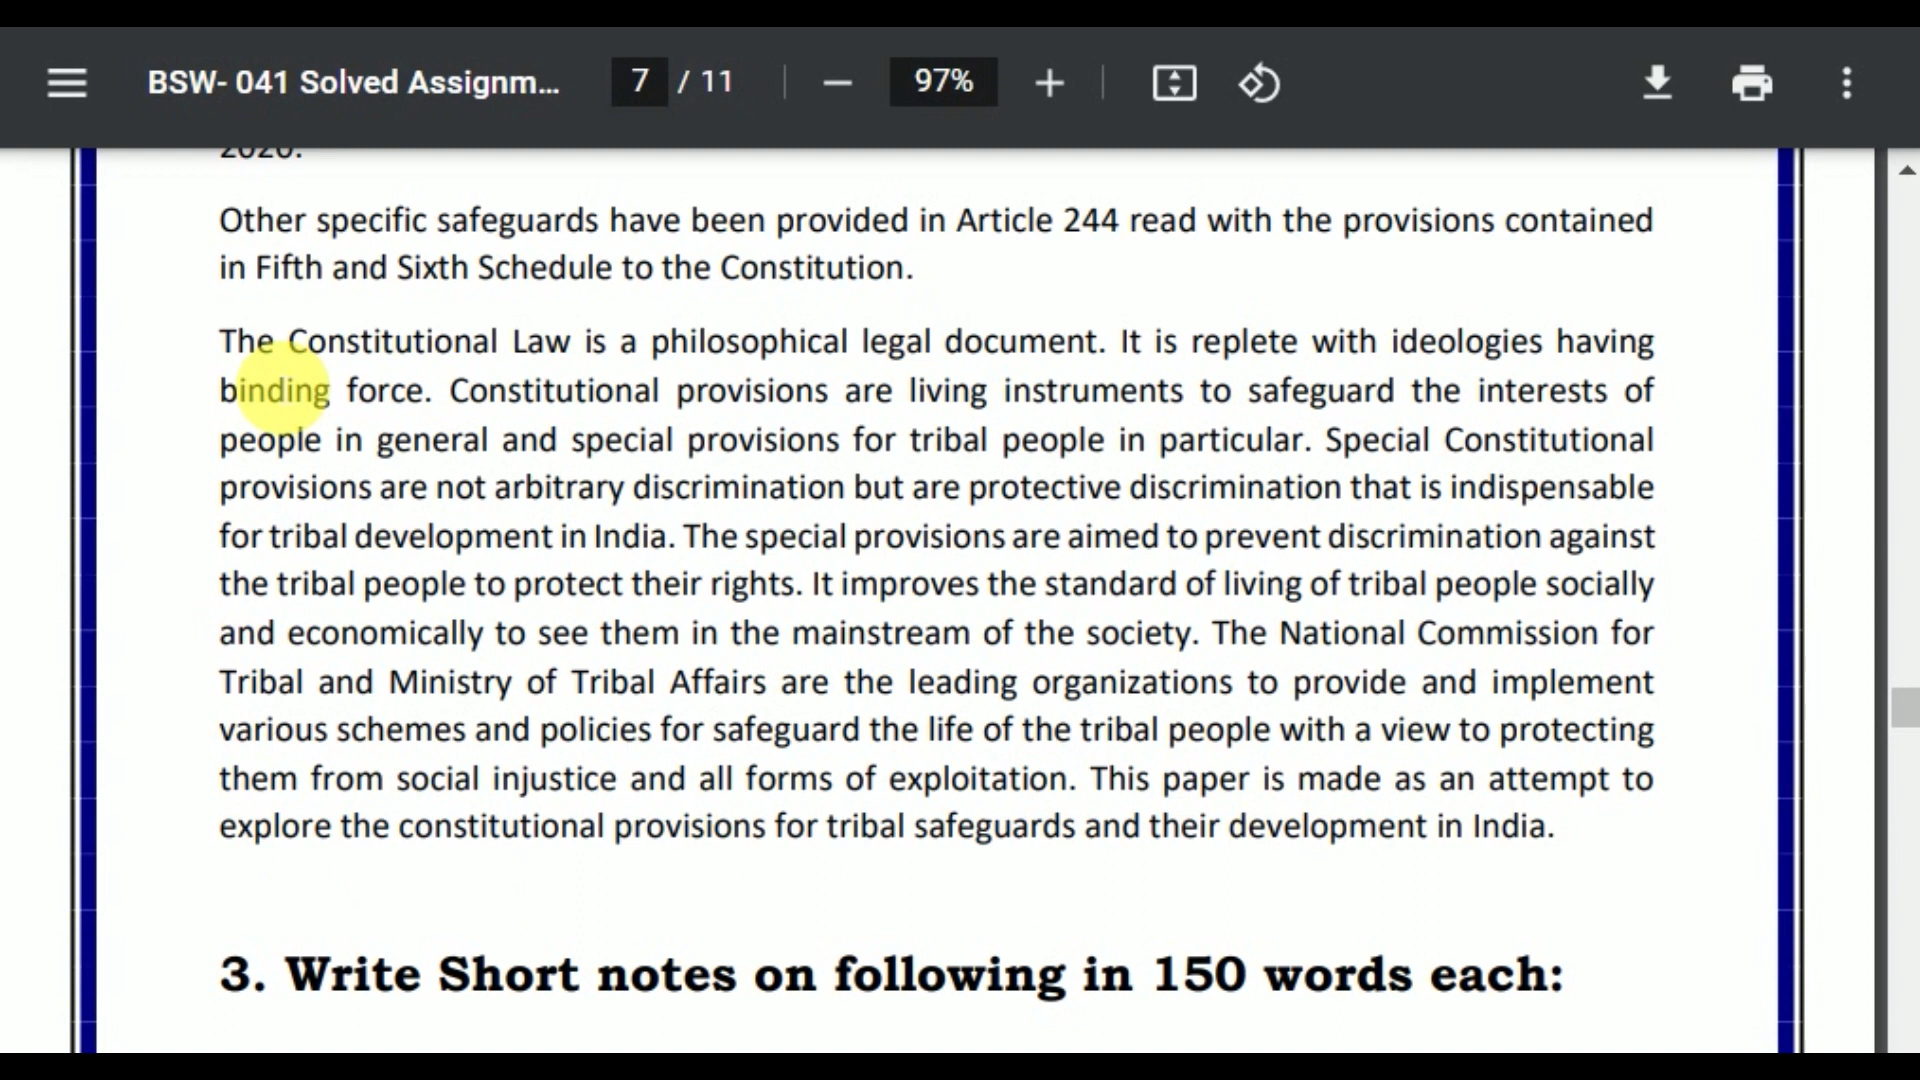 BSW- 041 Solved Assignm... 7 / 11 97%
2020.
Other specific safeguards have been provided in Article 244 read with the provisions contained
in Fifth and Sixth Schedule to the Constitution.
The Constitutional Law is a philosophical legal document. It is replete with ideologies having
binding force. Constitutional provisions are living instruments to safeguard the interests of
people in general and special provisions for tribal people in particular. Special Constitutional
provisions are not arbitrary discrimination but are protective discrimination that is indispensable
for tribal development in India. The special provisions are aimed to prevent discrimination against
the tribal people to protect their rights. It improves the standard of living of tribal people socially
and economically to see them in the mainstream of the society. The National Commission for
Tribal and Ministry of Tribal Affairs are the leading organizations to provide and implement
various schemes and policies for safeguard the life of the tribal people with a view to protecting
them from social injustice and all forms of exploitation. This paper is made as an attempt to
explore the constitutional provisions for tribal safeguards and their development in India.
3. Write Short notes on following in 150 words each: